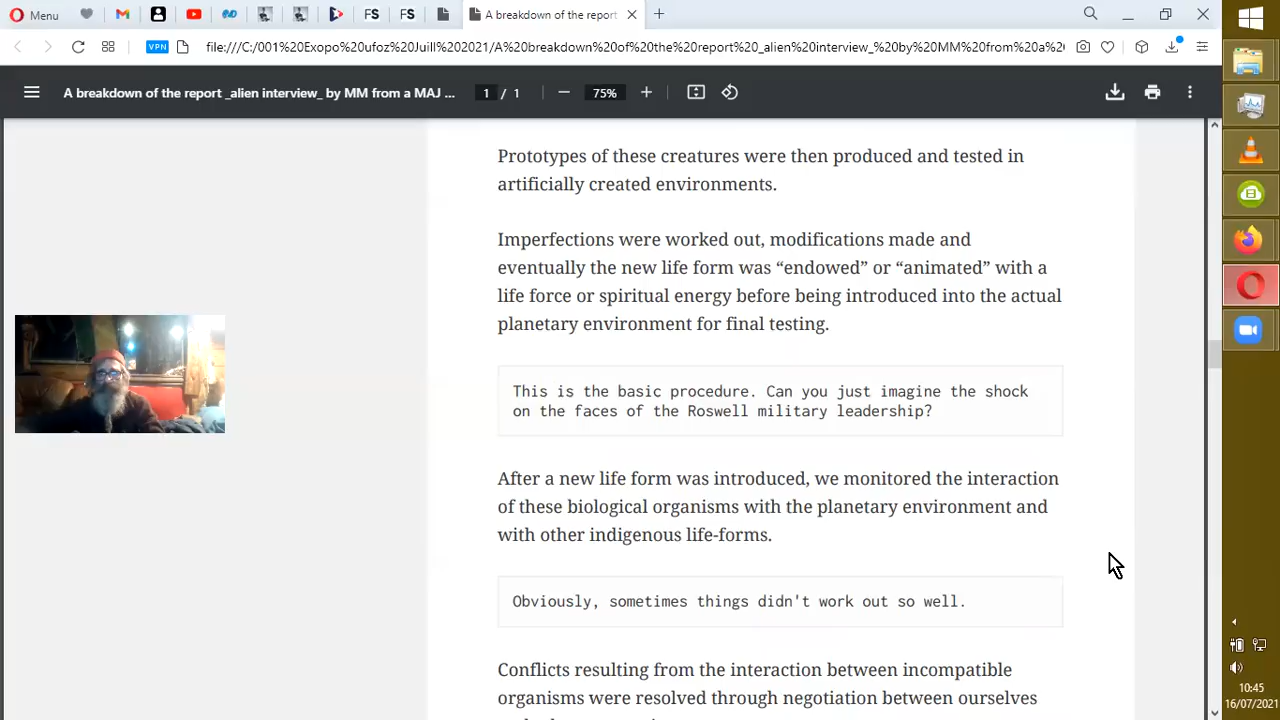 Menu
FS
FS
A breakdown of the report
VPN
file:///C:/001%20Exopo%20ufoz%20Juill%202021/A%20breakdown%20of%20the%20report%20_alien%20interview_%20by%20MM%20from%20a%20
A breakdown of the report _alien interview_ by MM from a MAJ ...
1 / 1
75%
Prototypes of these creatures were then produced and tested in
artificially created environments.
Imperfections were worked out, modifications made and
eventually the new life form was “endowed” or “animated” with a
life force or spiritual energy before being introduced into the actual
planetary environment for final testing.
This is the basic procedure. Can you just imagine the shock
on the faces of the Roswell military leadership?
After a new life form was introduced, we monitored the interaction
of these biological organisms with the planetary environment and
with other indigenous life-forms.
Obviously, sometimes things didn't work out so well.
Conflicts resulting from the interaction between incompatible
organisms were resolved through negotiation between ourselves
10:45
16/07/2021